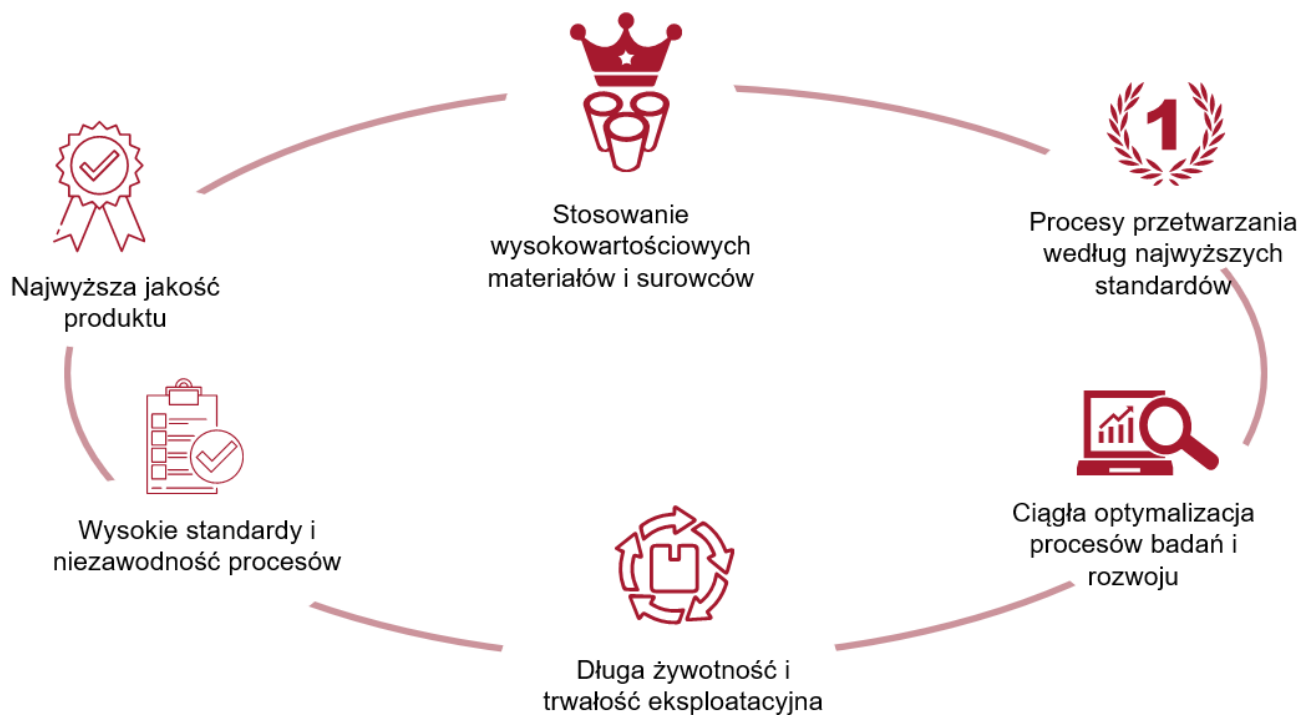 1
Stosowanie
wysokowartościowych
materiałów i surowców
Procesy przetwarzania
według najwyższych
standardów
Najwyższa jakość
produktu
Ciągła optymalizacja
procesów badań i
rozwoju
Wysokie standardy i
niezawodność procesów
Długa żywotność i
trwałość eksploatacyjna